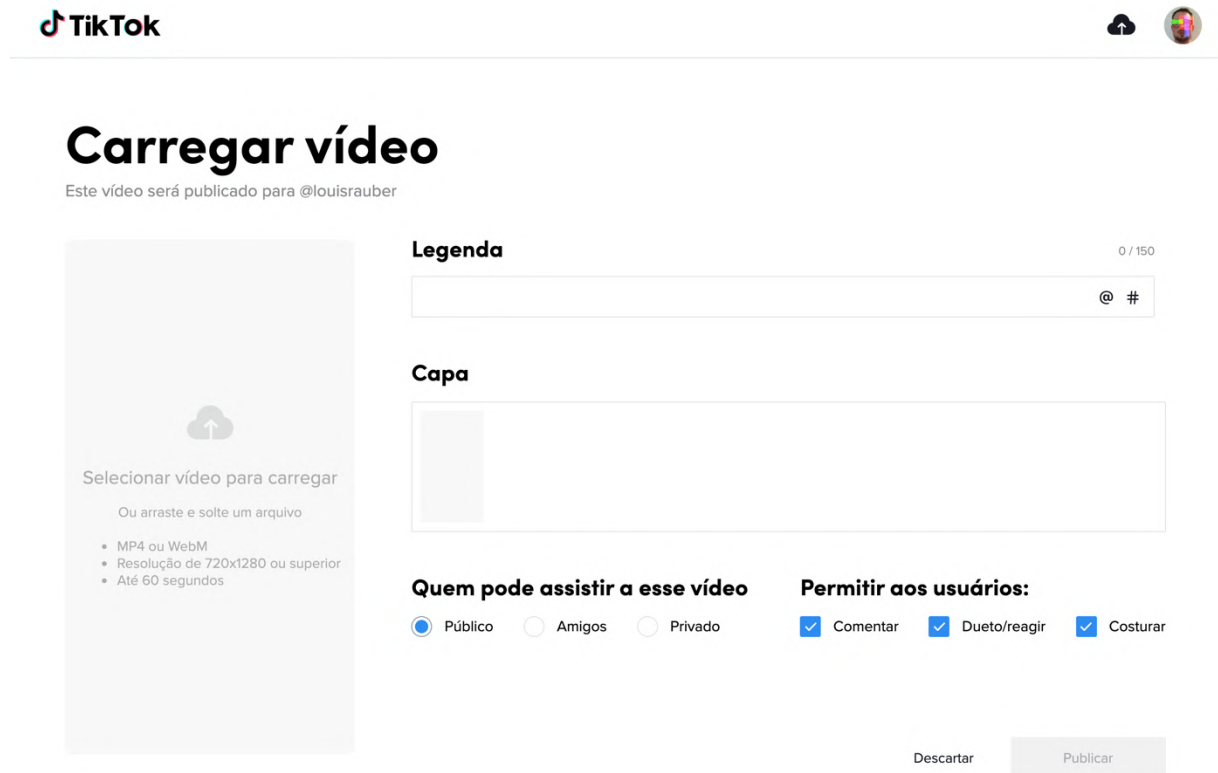 TikTok
Carregar vídeo
Este vídeo será publicado para @louisrauber
Selecionar vídeo para carregar
Ou arraste e solte um arquivo
• MP4 ou WebM
• Resolução de 720x1280 ou superior
• Até 60 segundos
Legenda 0 / 150
@ #
Capa
Quem pode assistir a esse vídeo
Público Amigos Privado
Permitir aos usuários:
Comentar Dueto/reagir Costurar
Descartar Publicar